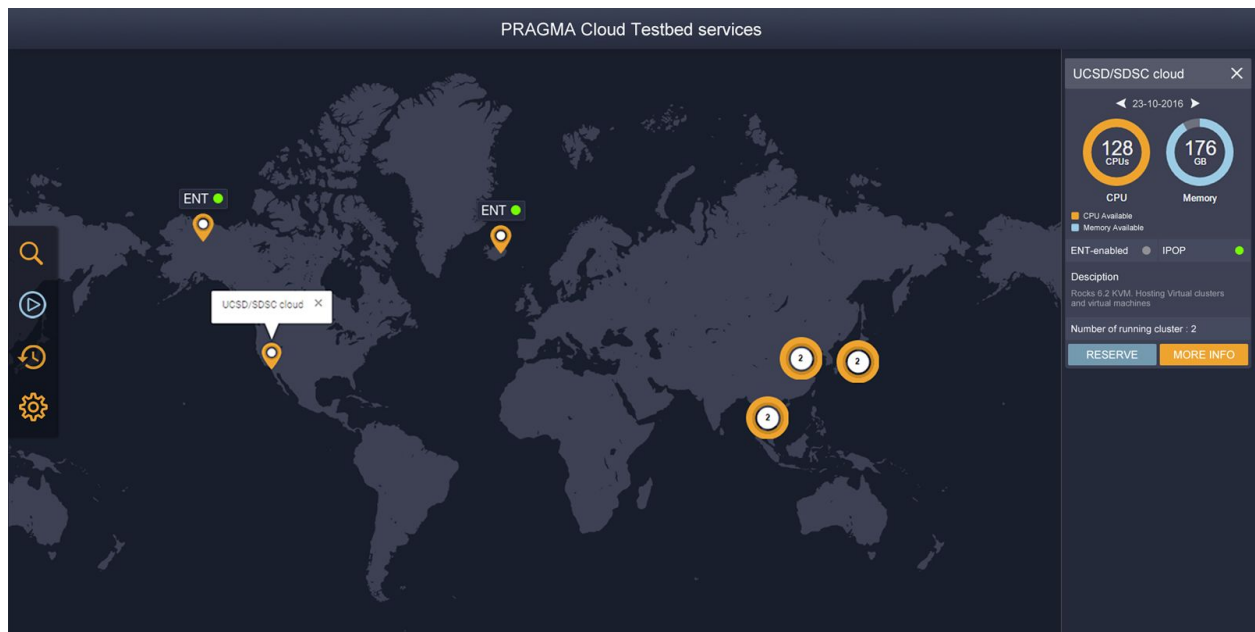 PRAGMA Cloud Testbed services
UCSD/SDSC cloud
23-10-2016
128
CPUs
176
GB
CPU
Memory
CPU Available
Memory Available
ENT-enabled
IPOP
Desciption
Rocks 6.2 KVM. Hosting Virtual clusters
and virtual machines
Number of running cluster : 2
RESERVE
MORE INFO
ENT
ENT
UCSD/SDSC cloud
2
2
2